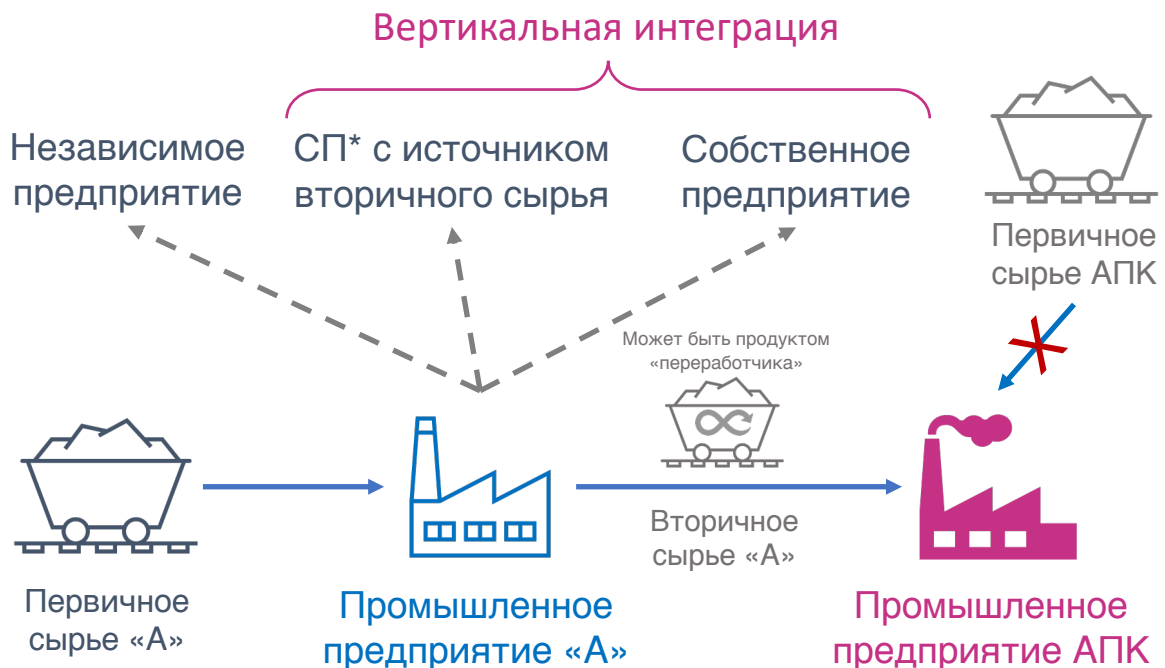 Вертикальная интеграция
Независимое
предприятие
СП* с источником
вторичного сырья
Собственное
предприятие
Первичное
сырье АПК
Может быть продуктом
«переработчика»
Вторичное
сырье «А»
Первичное
сырье «А»
Промышленное
предприятие «А»
Промышленное
предприятие АПК